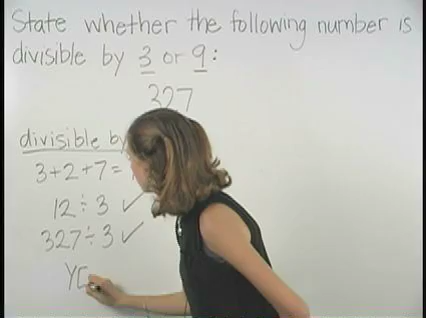 State whether the following number is
divisible by 3 or 9:
327
divisible by
3+2+7=
12÷3 ✓
327÷3 ✓